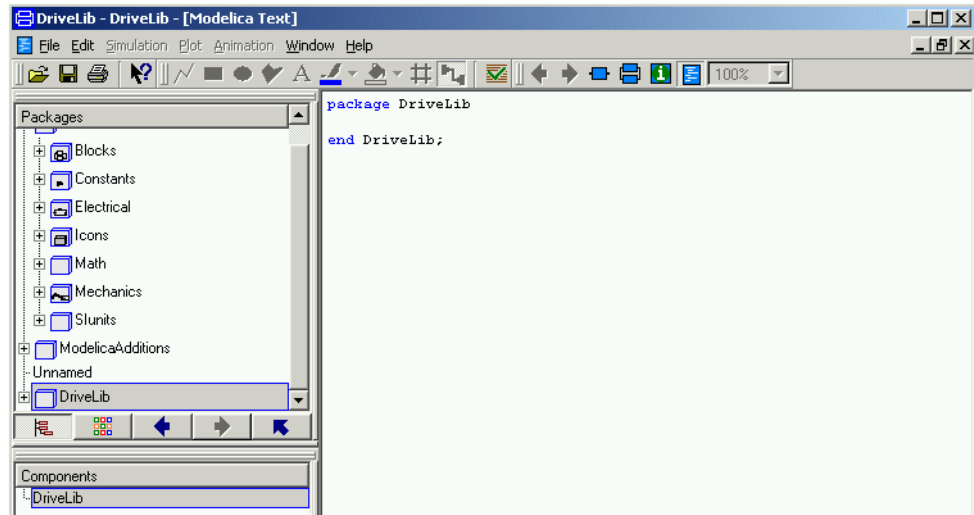 DriveLib - DriveLib - [Modelica Text]
File Edit Simulation Plot Animation Window Help
A 100%
Packages
Blocks
Constants
Electrical
Icons
Math
Mechanics
SIunits
ModelicaAdditions
Unnamed
DriveLib
Components
DriveLib
package DriveLib
end DriveLib;